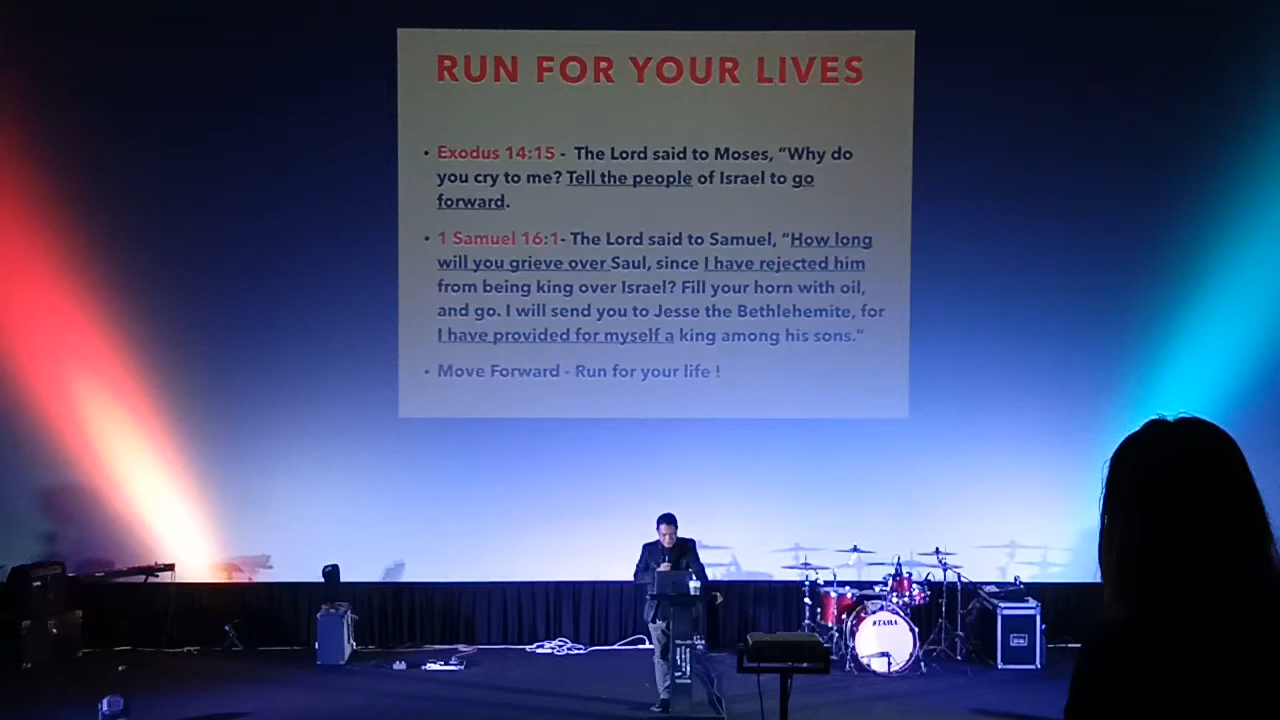 RUN FOR YOUR LIVES
• Exodus 14:15 - The Lord said to Moses, “Why do
you cry to me? Tell the people of Israel to go
forward.
• 1 Samuel 16:1- The Lord said to Samuel, “How long
will you grieve over Saul, since I have rejected him
from being king over Israel? Fill your horn with oil,
and go. I will send you to Jesse the Bethlehemite, for
I have provided for myself a king among his sons.”
• Move Forward - Run for your life !
TAMA